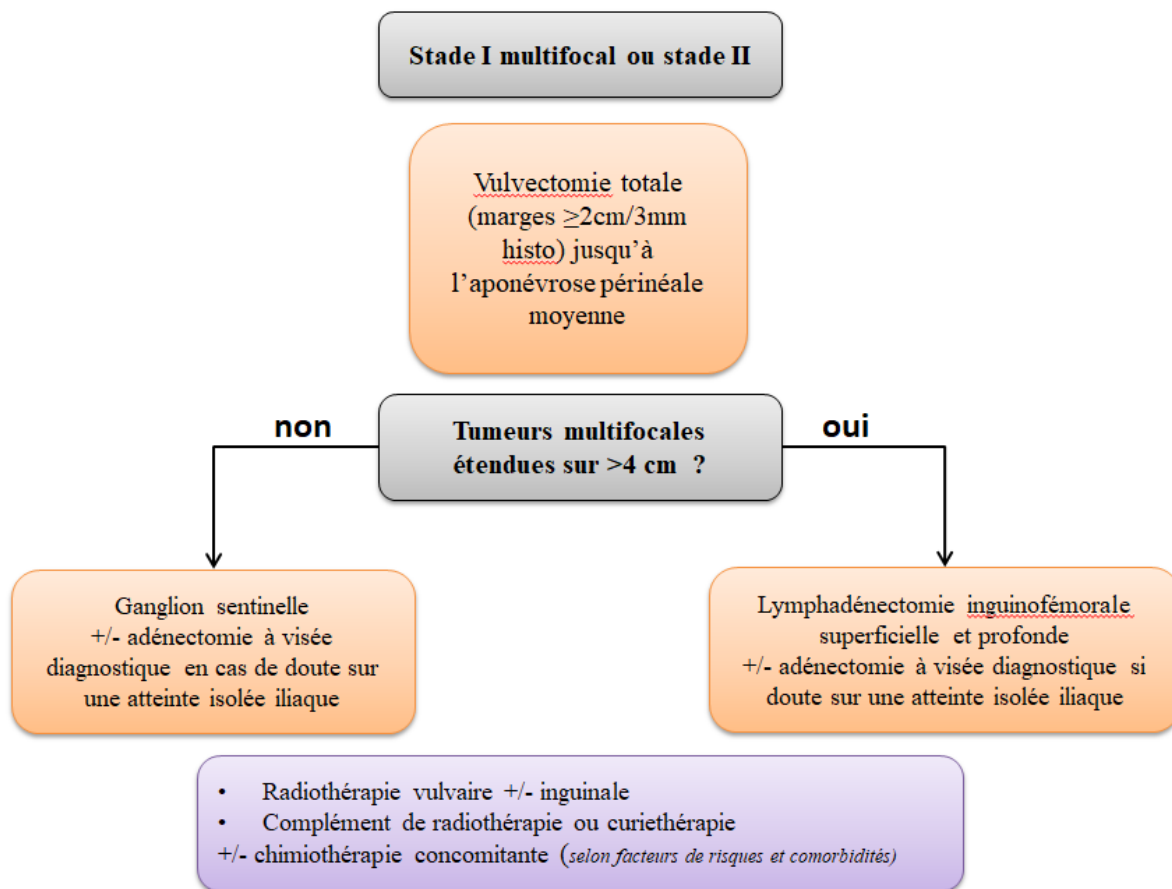 Stade I multifocal ou stade II
Vulvectomie totale
(marges ≥2cm/3mm
histo) jusqu'à
l'aponévrose périnéale
moyenne
non
Tumeurs multifocales
étendues sur >4 cm ?
oui
Ganglion sentinelle
+/- adénectomie à visée
diagnostique en cas de doute sur
une atteinte isolée iliaque
Lymphadénectomie inguinofémorale
superficielle et profonde
+/- adénectomie à visée diagnostique si
doute sur une atteinte isolée iliaque
• Radiothérapie vulvaire +/- inguinale
• Complément de radiothérapie ou curiethérapie
+/- chimiothérapie concomitante (selon facteurs de risques et comorbidités)